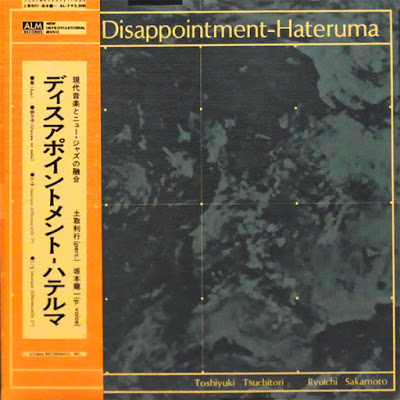 Disappointment-Hateruma
ALM
RECORDS
NEW
IMPROVISATIONAL
MUSIC
現代音楽とニュー・ジャズの融合
土取利行(perc) 坂本龍一(p, voice)
ディスアポイントメント-ハテルマ
Toshiyuki Tsuchitori Ryuichi Sakamoto